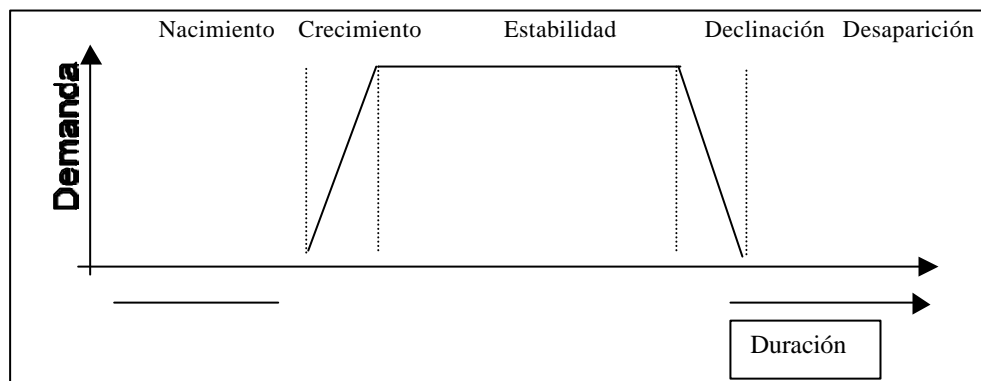 Nacimiento Crecimiento Estabilidad Declinación Desaparición
Demanda
Duración